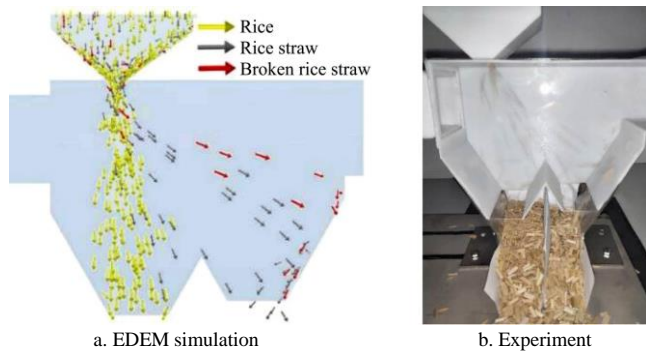 Rice
Rice straw
Broken rice straw
a. EDEM simulation
b. Experiment